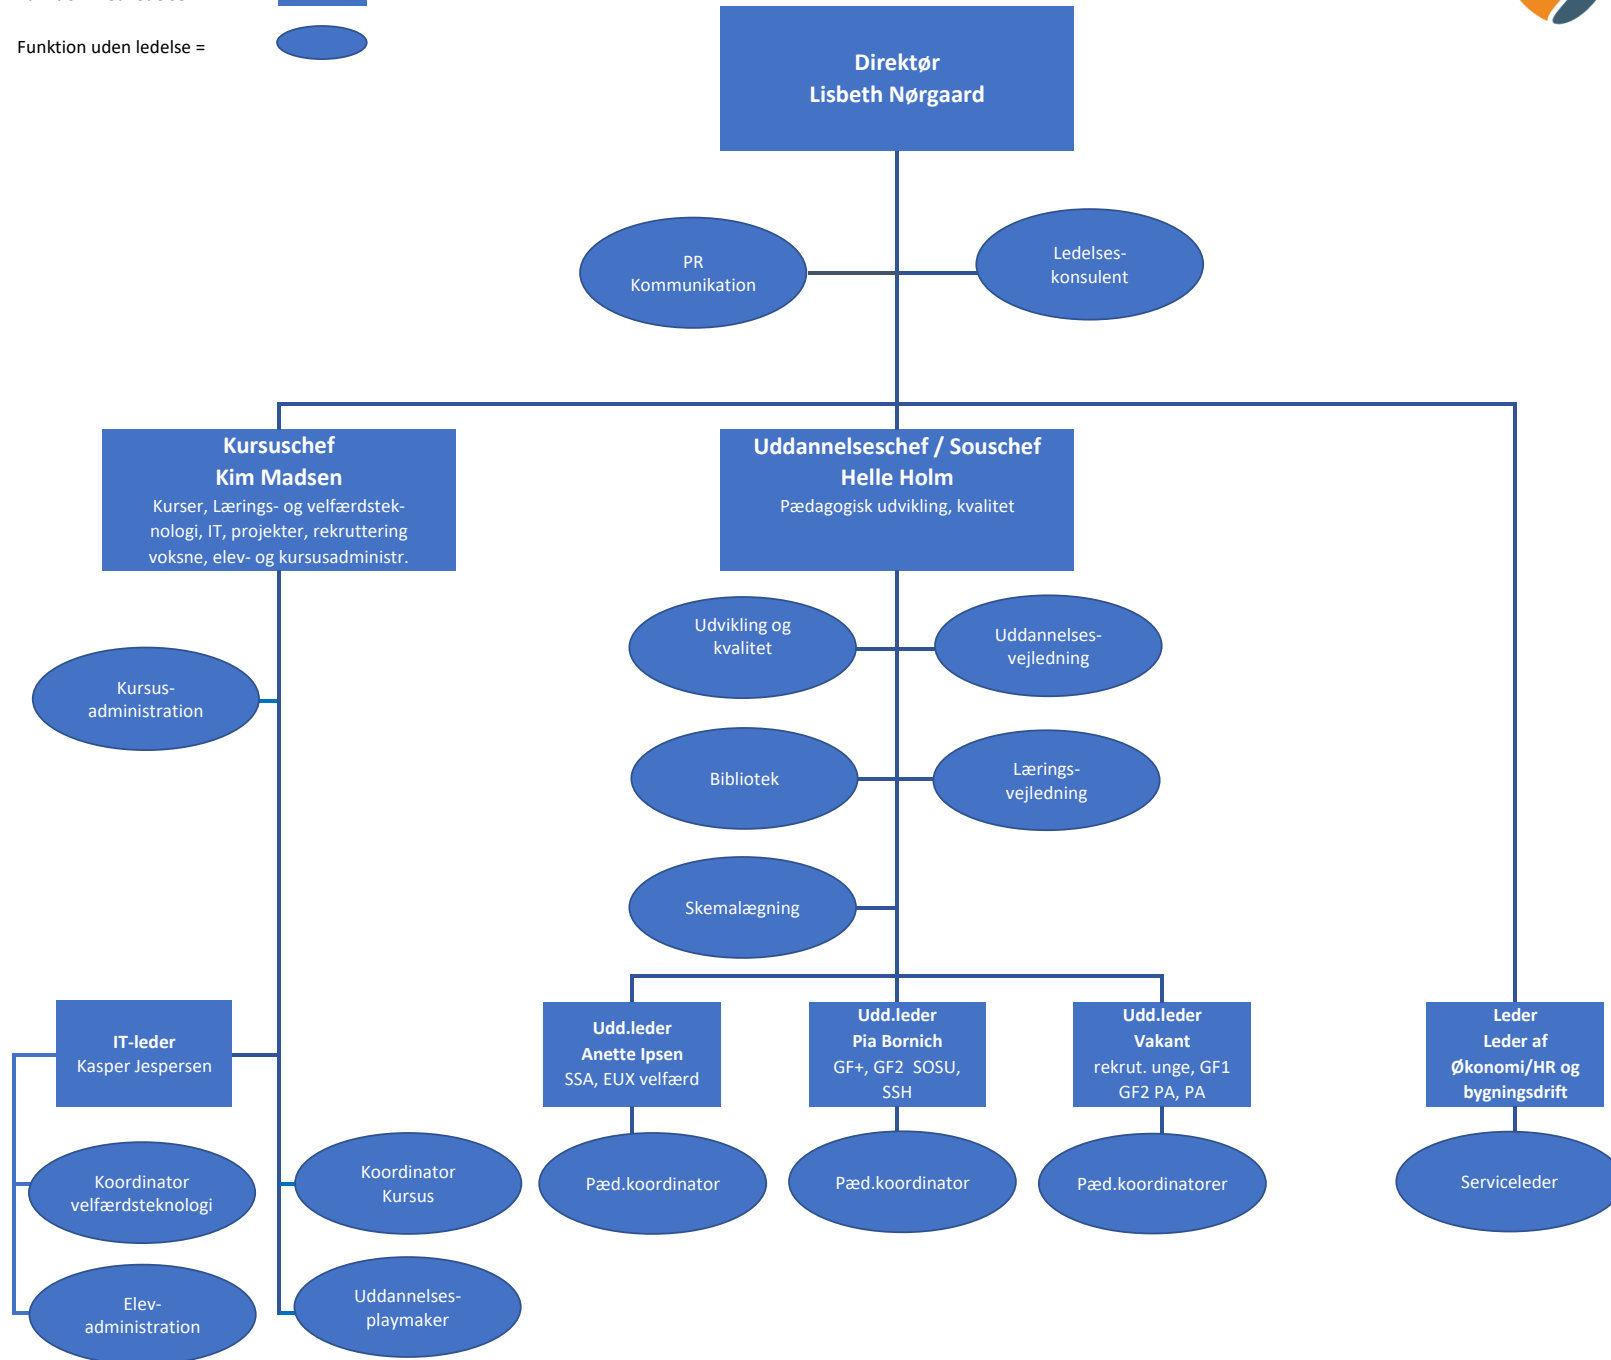 Funktion uden ledelse =
Direktør
Lisbeth Nørgaard
PR
Kommunikation
Ledelses-
konsulent
Kursuschef
Kim Madsen
Kurser, Lærings- og velfærdstek-
nologi, IT, projekter, rekruttering
voksne, elev- og kursusadministr.
Uddannelseschef / Souschef
Helle Holm
Pædagogisk udvikling, kvalitet
Udvikling og
kvalitet
Uddannelses-
vejledning
Kursus-
administration
Bibliotek
Lærings-
vejledning
Skemalægning
IT-leder
Kasper Jespersen
Udd.leder
Anette Ipsen
SSA, EUX velfærd
Udd.leder
Pia Bornich
GF+, GF2  SOSU,
SSH
Udd.leder
Vakant
rekrut. unge, GF1
GF2 PA, PA
Leder
Leder af
Økonomi/HR og
bygningsdrift
Koordinator
velfærdsteknologi
Koordinator
Kursus
Pæd.koordinator
Pæd.koordinator
Pæd.koordinatorer
Serviceleder
Elev-
administration
Uddannelses-
playmaker